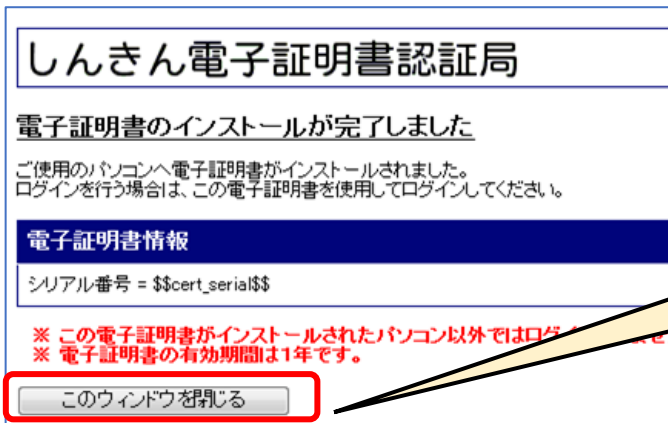 しんきん電子証明書認証局
電子証明書のインストールが完了しました
ご使用のパソコンへ電子証明書がインストールされました。
ログインを行う場合は、この電子証明書を使用してログインしてください。
電子証明書情報
シリアル番号 = $$cert_serial$$
※ この電子証明書がインストールされたパソコン以外ではログ
※ 電子証明書の有効期間は1年です。
このウィンドウを閉じる